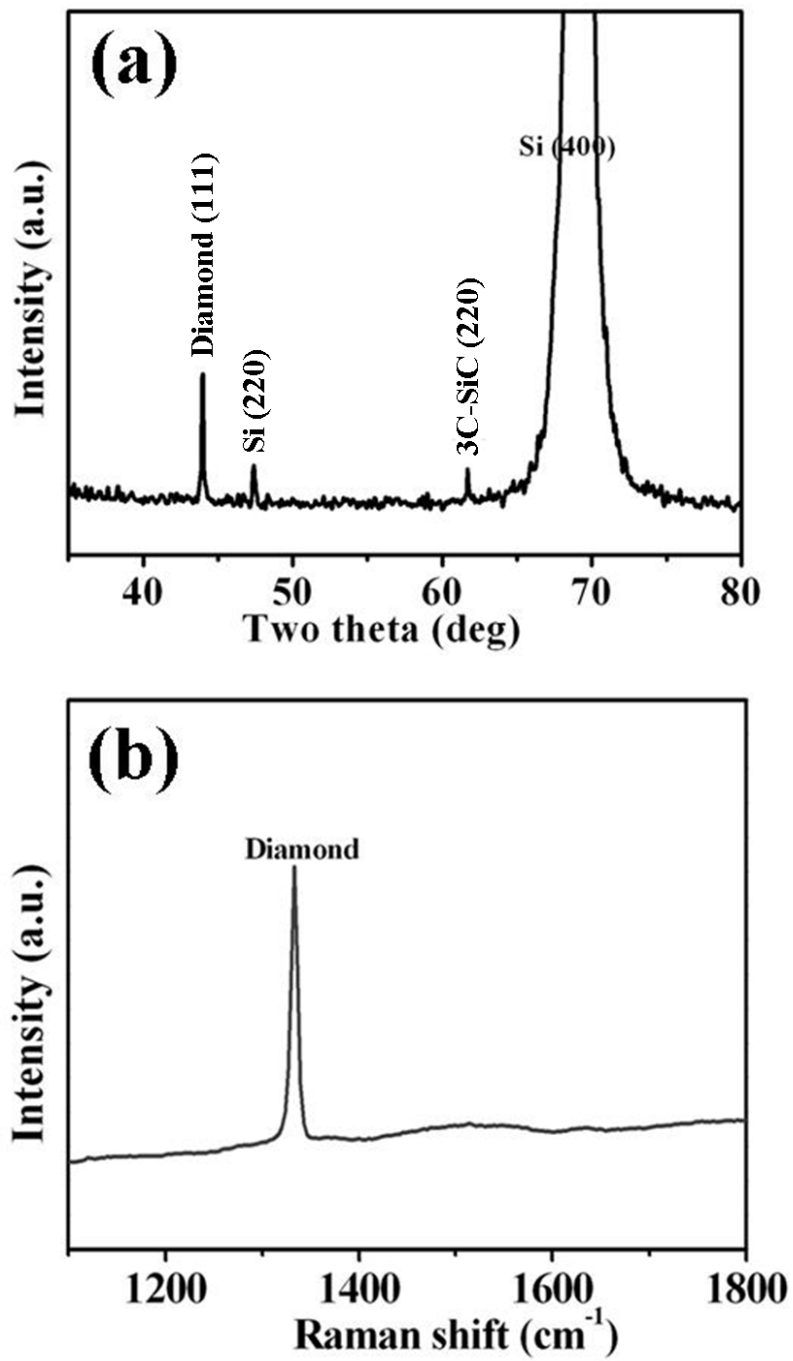 (a)
Intensity (a.u.)
Diamond (111)
Si (220)
3C-SiC (220)
Si (400)
40 50 60 70 80
Two theta (deg)
(b)
Intensity (a.u.)
Diamond
1200 1400 1600 1800
Raman shift (cm⁻¹)